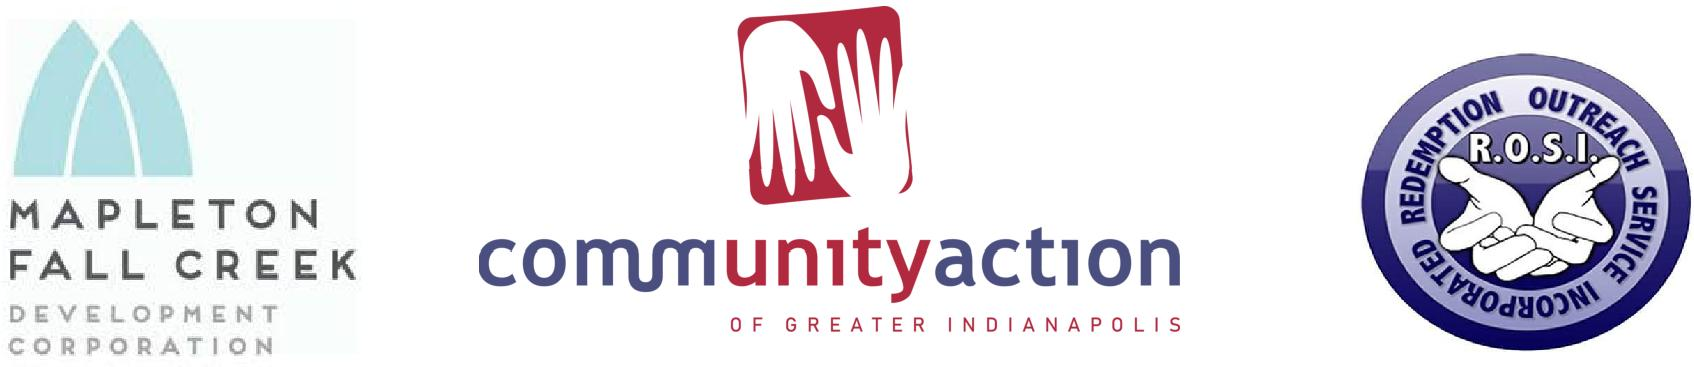 MAPLETON
FALL CREEK
DEVELOPMENT
CORPORATION
communityaction
OF GREATER INDIANAPOLIS
REDEMPTION OUTREACH SERVICE INCORPORATED
R.O.S.I.